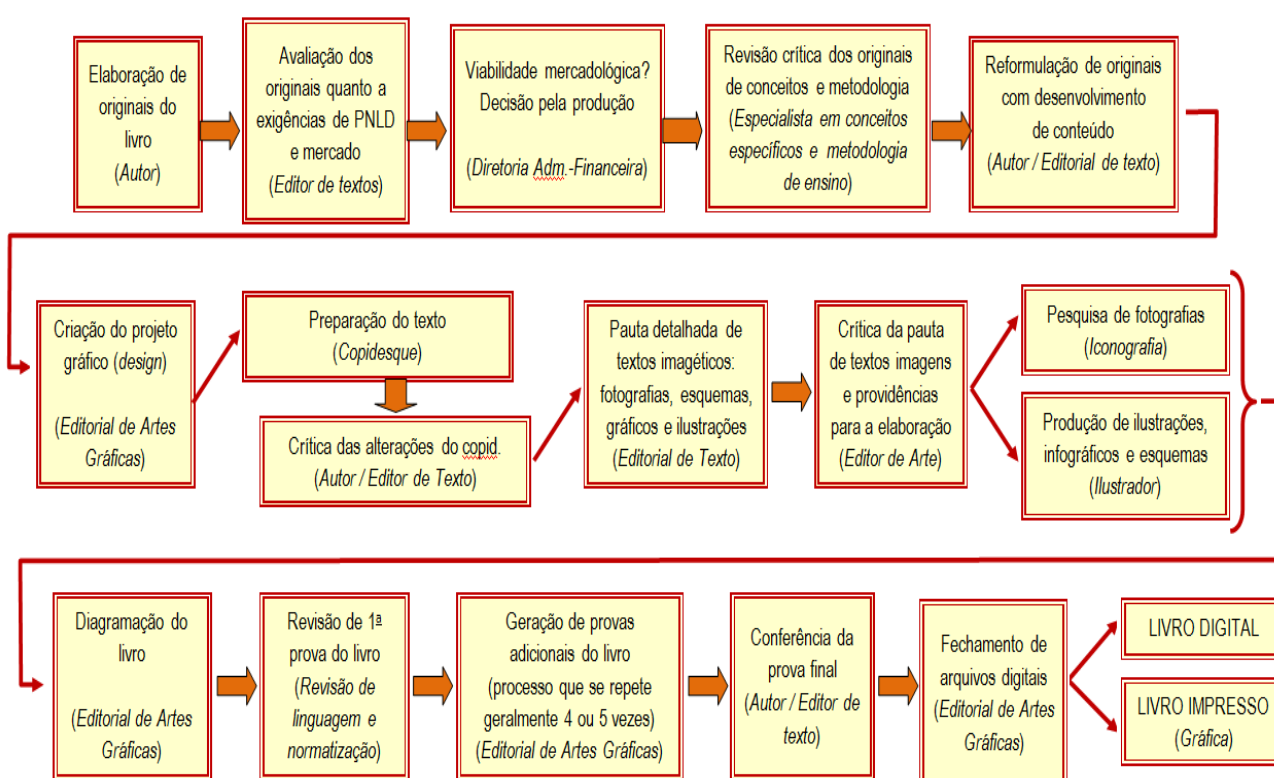 Elaboração de
originais do
livro
(Autor)
Avaliação dos
originais quanto a
exigências de PNLD
e mercado
(Editor de textos)
Viabilidade mercadológica?
Decisão pela produção
(Diretoria Adm.-Financeira)
Revisão crítica dos originais
de conceitos e metodologia
(Especialista em conceitos
específicos e metodologia
de ensino)
Reformulação de originais
com desenvolvimento
de conteúdo
(Autor / Editorial de texto)
Criação do projeto
gráfico (design)
(Editorial de Artes
Gráficas)
Preparação do texto
(Copidesque)
Crítica das alterações do copid.
(Autor / Editor de Texto)
Pauta detalhada de
textos imagéticos:
fotografias, esquemas,
gráficos e ilustrações
(Editorial de Texto)
Crítica da pauta
de textos imagens
e providências
para a elaboração
(Editor de Arte)
Pesquisa de fotografias
(Iconografia)
Produção de ilustrações,
infográficos e esquemas
(Ilustrador)
Diagramação do
livro
(Editorial de Artes
Gráficas)
Revisão de 1ª
prova do livro
(Revisão de
linguagem e
normatização)
Geração de provas
adicionais do livro
(processo que se repete
geralmente 4 ou 5 vezes)
(Editorial de Artes Gráficas)
Conferência da
prova final
(Autor / Editor de
texto)
Fechamento de
arquivos digitais
(Editorial de Artes
Gráficas)
LIVRO DIGITAL
LIVRO IMPRESSO
(Gráfica)